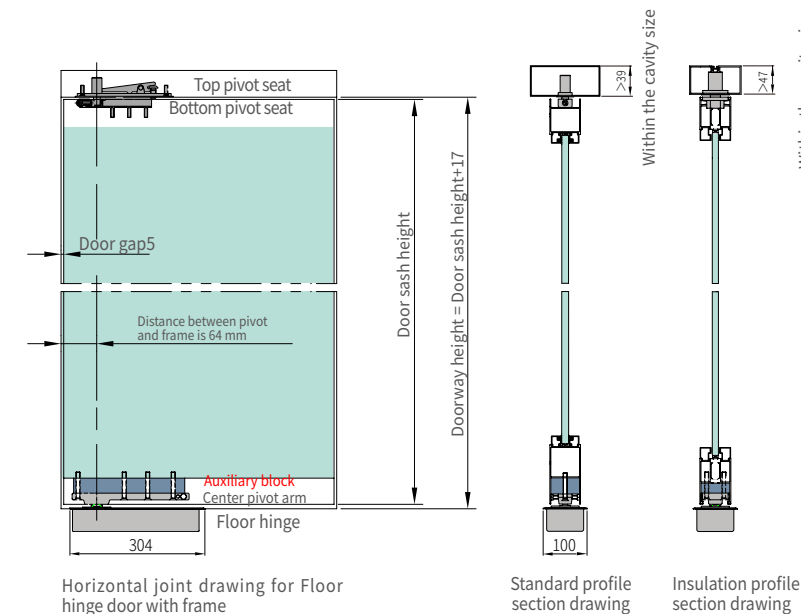 Top pivot seat
Bottom pivot seat
Door gap5
Distance between pivot
and frame is 64 mm
Door sash height
Doorway height = Door sash height+17
Auxiliary block
Center pivot arm
Floor hinge
304
Horizontal joint drawing for Floor
hinge door with frame
>39
Within the cavity size
100
Standard profile
section drawing
>47
Insulation profile
section drawing